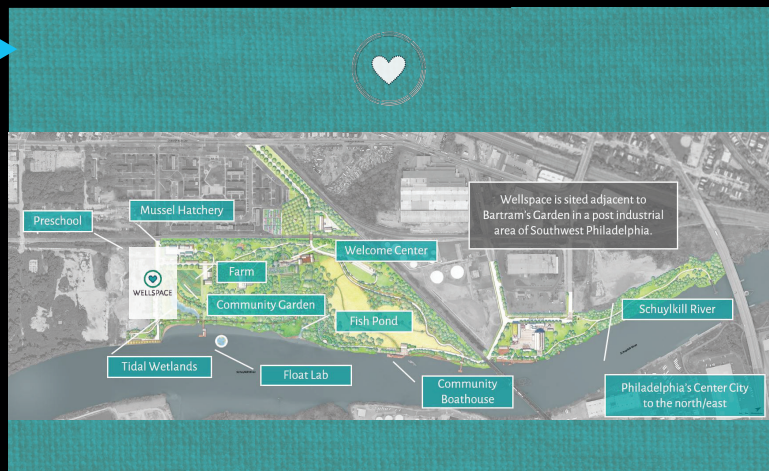 Wellspace is sited adjacent to
Bartram's Garden in a post industrial
area of Southwest Philadelphia.
Mussel Hatchery
Preschool
Welcome Center
Farm
WELLSPACE
Community Garden
Schuylkill River
Fish Pond
Tidal Wetlands
Float Lab
Community
Boathouse
Philadelphia's Center City
to the north/east